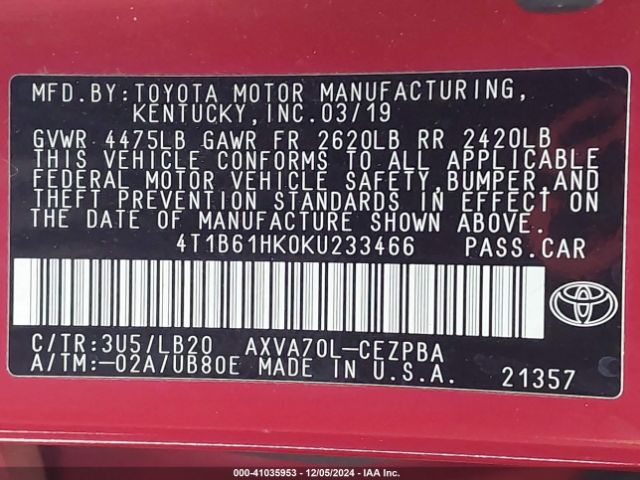 MFD.BY:TOYOTA MOTOR MANUFACTURING,
KENTUCKY,INC.03/19
GVWR 4475LB GAWR FR 2620LB RR 2420LB
THIS VEHICLE CONFORMS TO ALL APPLICABLE
FEDERAL MOTOR VEHICLE SAFETY,BUMPER,AND
THEFT PREVENTION STANDARDS IN EFFECT ON
THE DATE OF MANUFACTURE SHOWN ABOVE.
4T1B61HK0KU233466 PASS.CAR
C/TR:3U5/LB20 AXVA70L-CEZPBA
A/TM:-02A/UB80E MADE IN U.S.A. 21357
000-41035953 - 12/05/2024 - IAA